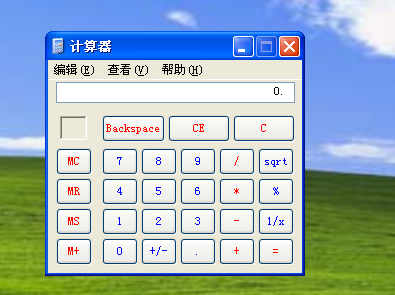 计算器
编辑(E) 查看(V) 帮助(H)
0.
Backspace CE C
MC 7 8 9 / sqrt
MR 4 5 6 * %
MS 1 2 3 - 1/x
M+ 0 +/- . + =